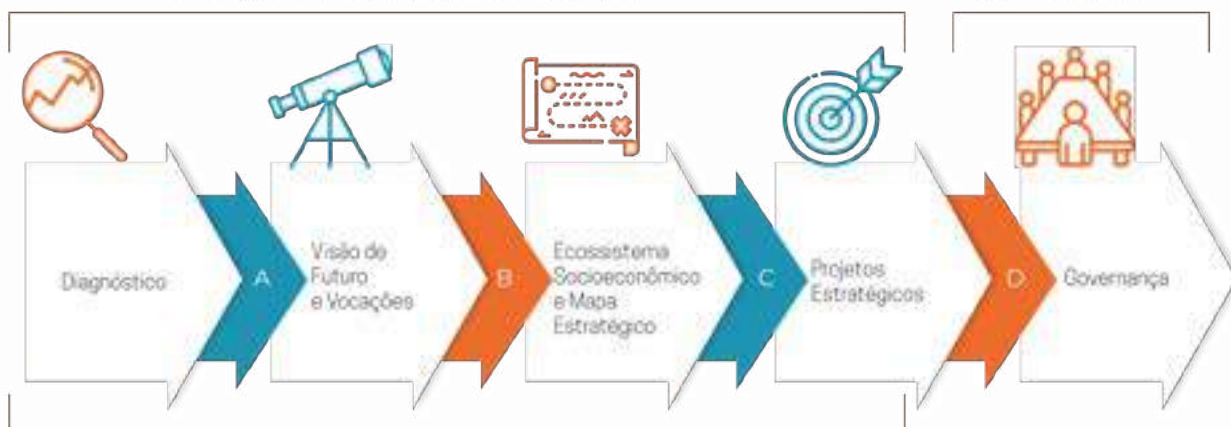 Diagnóstico
A
Visão de
Futuro
e Vocações
B
Ecossistema
Socioeconômico
e Mapa
Estratégico
C
Projetos
Estratégicos
D
Governança